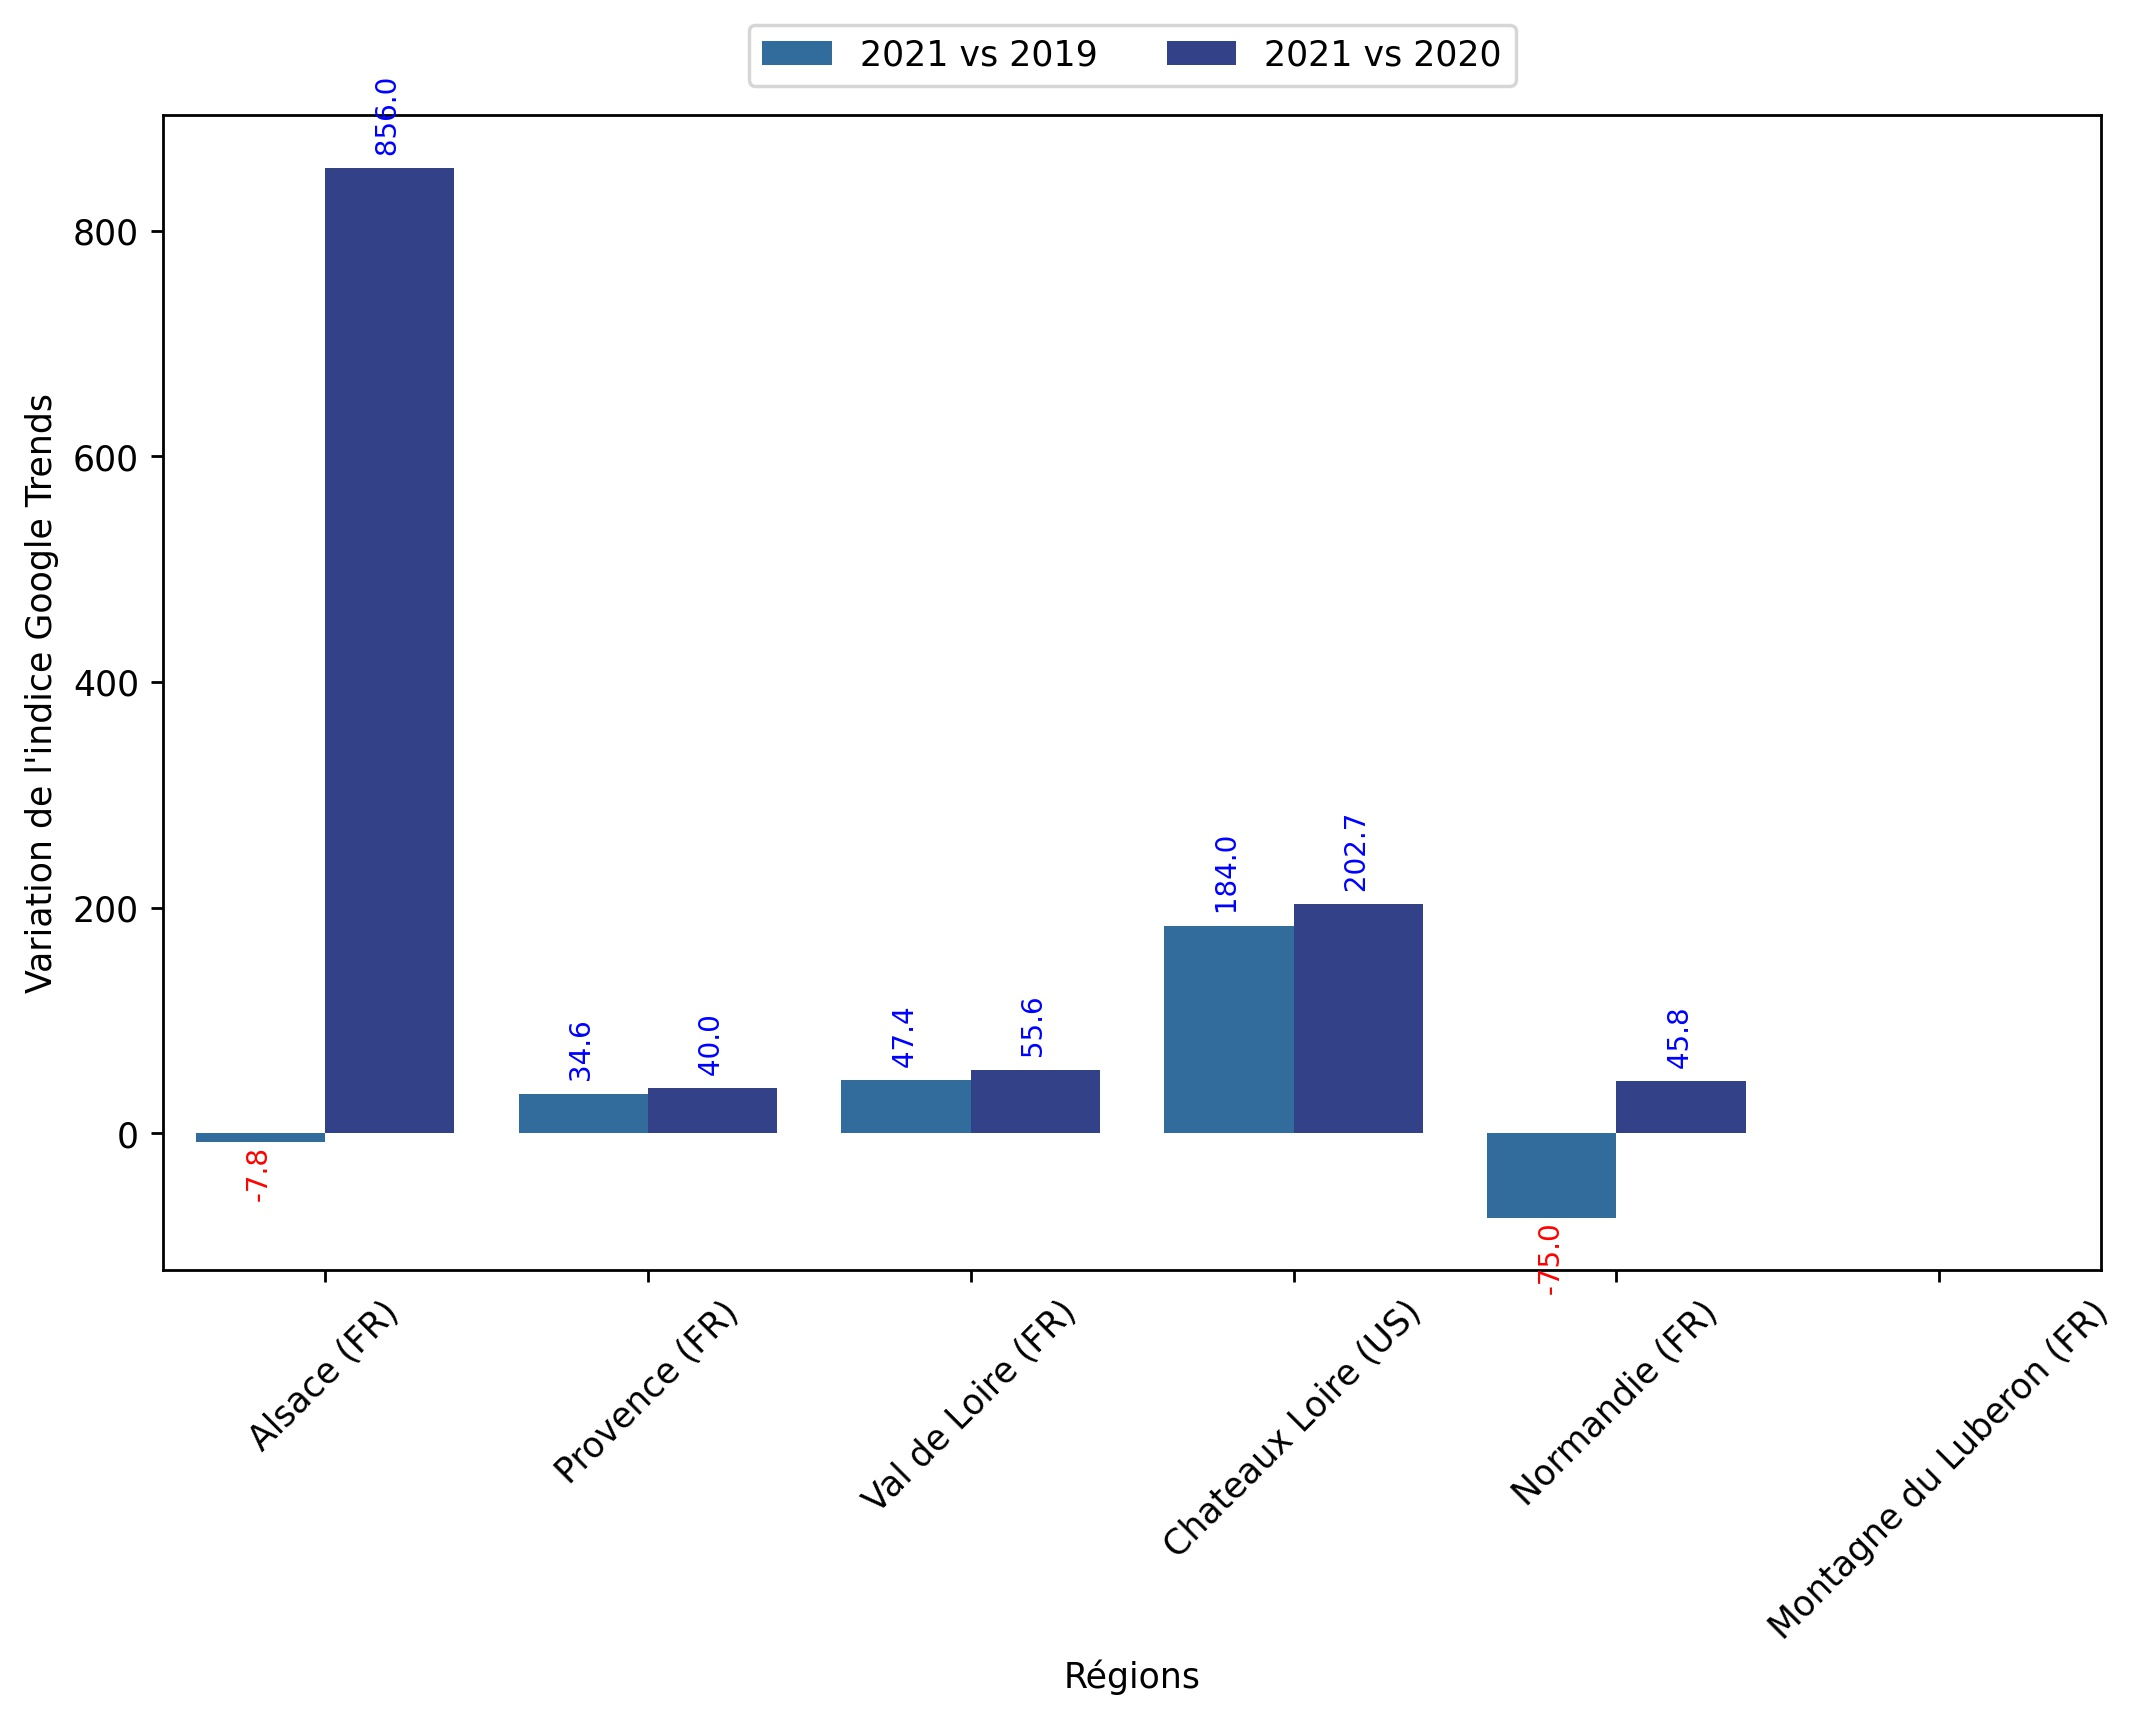 2021 vs 2019 2021 vs 2020
Variation de l'indice Google Trends
800
600
400
200
0
-7.8
856.0
34.6
40.0
47.4
55.6
184.0
202.7
-75.0
45.8
Alsace (FR)
Provence (FR)
Val de Loire (FR)
Chateaux Loire (US)
Normandie (FR)
Montagne du Luberon (FR)
Régions